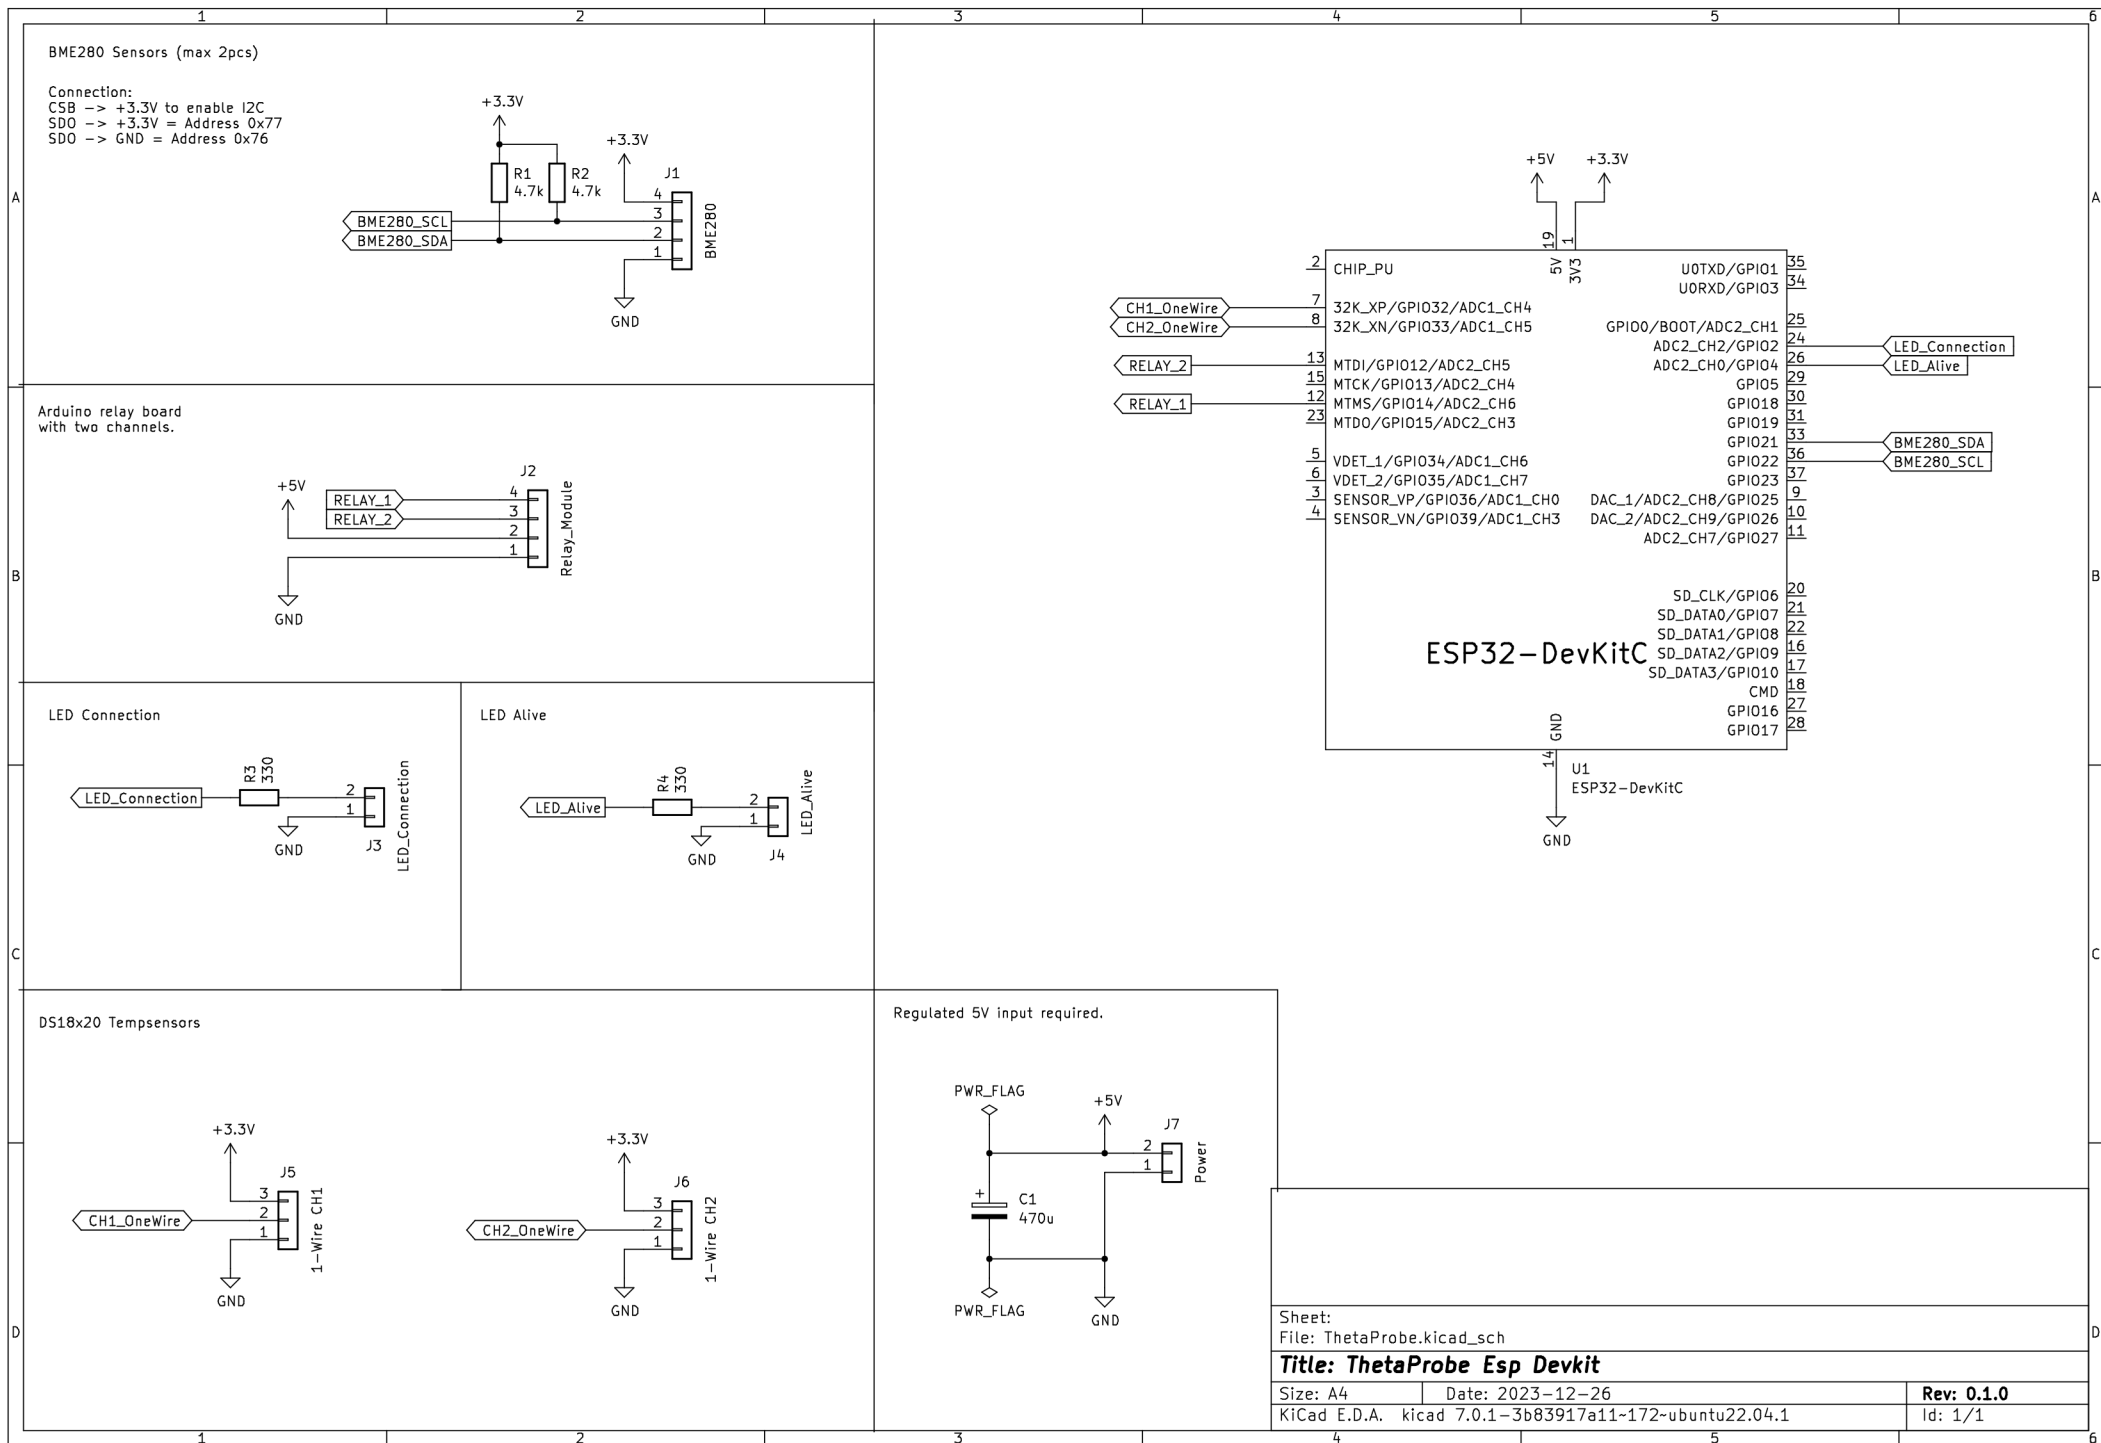 1 2 3 4 5 6
A
B
C
D
A
B
C
D
1 2 3 4 5 6
BME280 Sensors (max 2pcs)
Connection:
CSB -> +3.3V to enable I2C
SDO -> +3.3V = Address 0x77
SDO -> GND = Address 0x76
+3.3V
+3.3V
R1
4.7k
R2
4.7k
J1
4
3
2
1
BME280
BME280_SCL
BME280_SDA
GND
Arduino relay board
with two channels.
+5V
RELAY_1
RELAY_2
J2
4
3
2
1
Relay_Module
GND
LED Connection
LED_Connection
R3
330
2
1
GND
J3
LED_Connection
LED Alive
LED_Alive
R4
330
2
1
GND
J4
LED_Alive
DS18x20 Tempsensors
+3.3V
CH1_OneWire
J5
3
2
1
1-Wire CH1
GND
+3.3V
CH2_OneWire
J6
3
2
1
1-Wire CH2
GND
Regulated 5V input required.
PWR_FLAG
+5V
J7
2
1
Power
+
C1
470u
PWR_FLAG
GND
+5V
+3.3V
19
1
5V
3V3
2 CHIP_PU
CH1_OneWire 7 32K_XP/GPIO32/ADC1_CH4
CH2_OneWire 8 32K_XN/GPIO33/ADC1_CH5
RELAY_2 13 MTDI/GPIO12/ADC2_CH5
15 MTCK/GPIO13/ADC2_CH4
RELAY_1 12 MTMS/GPIO14/ADC2_CH6
23 MTDO/GPIO15/ADC2_CH3
5 VDET_1/GPIO34/ADC1_CH6
6 VDET_2/GPIO35/ADC1_CH7
3 SENSOR_VP/GPIO36/ADC1_CH0
4 SENSOR_VN/GPIO39/ADC1_CH3
U0TXD/GPIO1 35
U0RXD/GPIO3 34
GPIO0/BOOT/ADC2_CH1 25
ADC2_CH2/GPIO2 24 LED_Connection
ADC2_CH0/GPIO4 26 LED_Alive
GPIO5 29
GPIO18 30
GPIO19 31
GPIO21 33 BME280_SDA
GPIO22 36 BME280_SCL
GPIO23 37
DAC_1/ADC2_CH8/GPIO25 9
DAC_2/ADC2_CH9/GPIO26 10
ADC2_CH7/GPIO27 11
SD_CLK/GPIO6 20
SD_DATA0/GPIO7 21
SD_DATA1/GPIO8 22
SD_DATA2/GPIO9 16
SD_DATA3/GPIO10 17
CMD 18
GPIO16 27
GPIO17 28
ESP32-DevKitC
GND
14
U1
ESP32-DevKitC
GND
Sheet:
File: ThetaProbe.kicad_sch
Title: ThetaProbe Esp Devkit
Size: A4 Date: 2023-12-26 Rev: 0.1.0
KiCad E.D.A. kicad 7.0.1-3b83917a11~172~ubuntu22.04.1 Id: 1/1